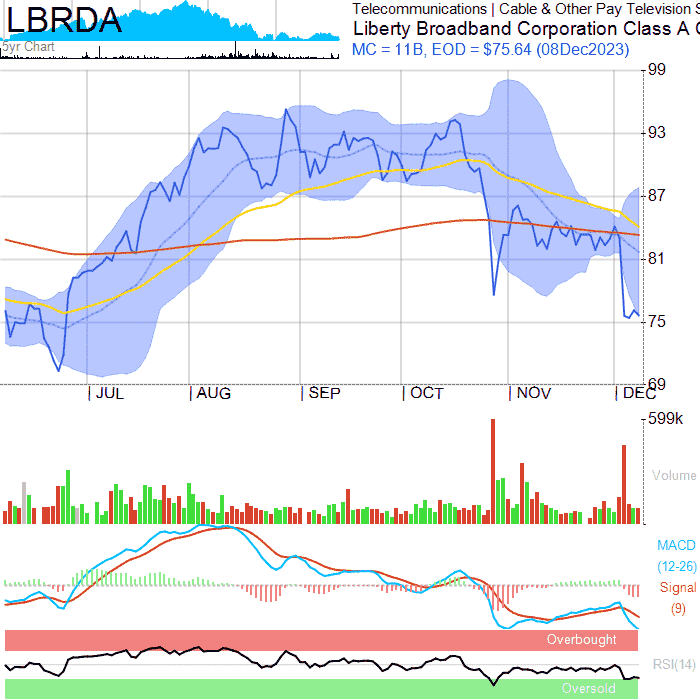 LBRDA
5yr Chart
Telecommunications | Cable & Other Pay Television S
Liberty Broadband Corporation Class A C
MC = 11B, EOD = $75.64 (08Dec2023)
99
93
87
81
75
69
JUL
AUG
SEP
OCT
NOV
DEC
599k
Volume
MACD
(12-26)
Signal
(9)
Overbought
RSI(14)
Oversold